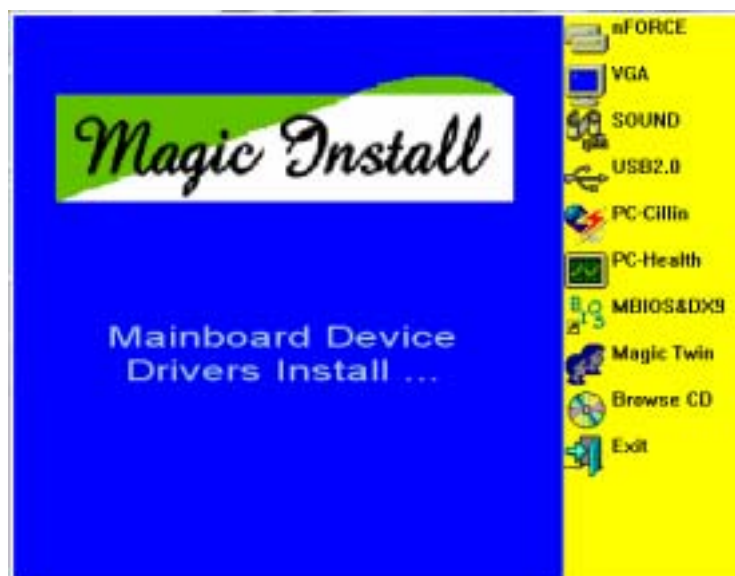 Magic Install
Mainboard Device
Drivers Install ...
nFORCE
VGA
SOUND
USB2.0
PC-Cillin
PC-Health
MBIOS&DX9
Magic Twin
Browse CD
Exit